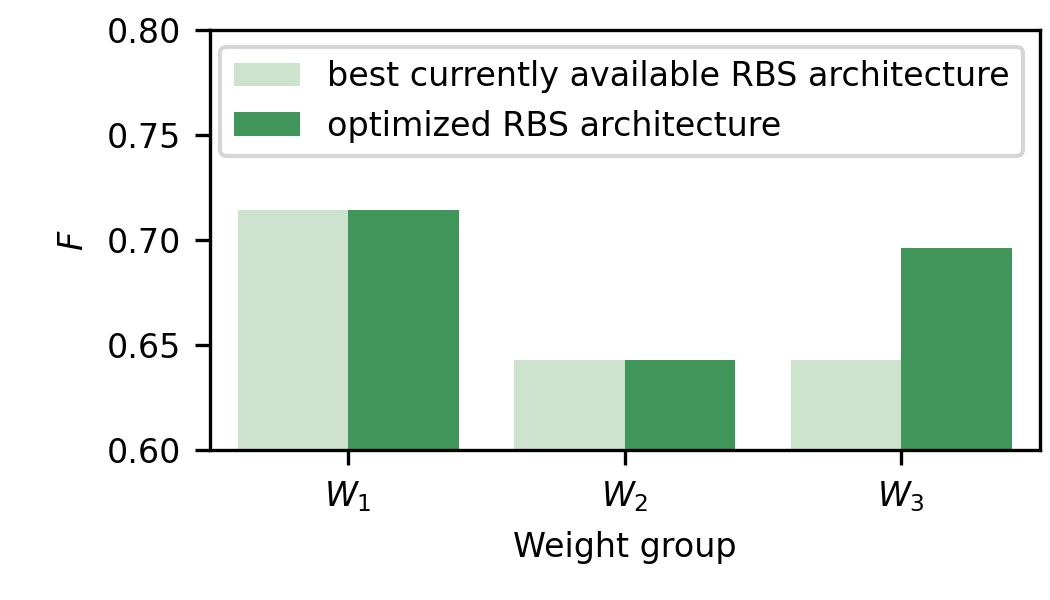 0.80
0.75
0.70
0.65
0.60
F
best currently available RBS architecture
optimized RBS architecture
W₁ W₂ W₃
Weight group